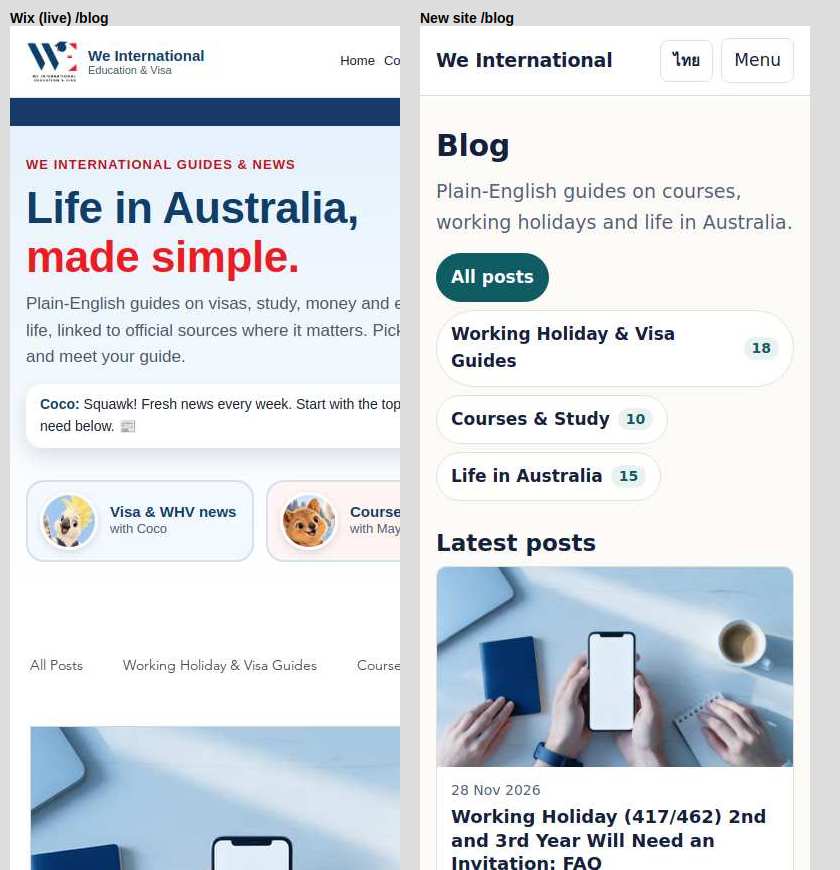 Wix (live) /blog
We International
Education & Visa
Home Co
WE INTERNATIONAL GUIDES & NEWS
Life in Australia,
made simple.
Plain-English guides on visas, study, money and e
life, linked to official sources where it matters. Pick
and meet your guide.
Coco: Squawk! Fresh news every week. Start with the top
need below.
Visa & WHV news
with Coco
Course
with May
All Posts
Working Holiday & Visa Guides
Course
New site /blog
We International
ไทย
Menu
Blog
Plain-English guides on courses,
working holidays and life in Australia.
All posts
Working Holiday & Visa
Guides
18
Courses & Study 10
Life in Australia 15
Latest posts
28 Nov 2026
Working Holiday (417/462) 2nd
and 3rd Year Will Need an
Invitation: FAQ